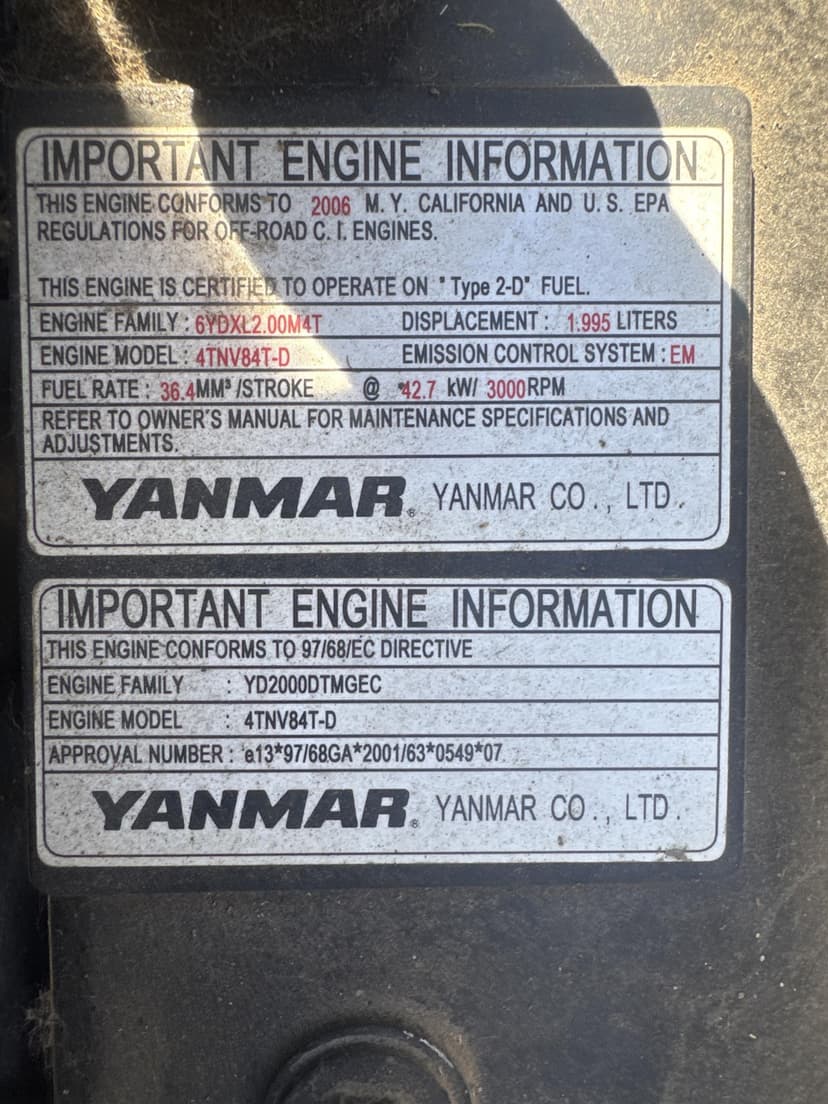 IMPORTANT ENGINE INFORMATION
THIS ENGINE CONFORMS TO 2006 M. Y. CALIFORNIA AND U. S. EPA
REGULATIONS FOR OFF-ROAD C. I. ENGINES.
THIS ENGINE IS CERTIFIED TO OPERATE ON "Type 2-D" FUEL.
ENGINE FAMILY : 6YDXL2.00M4T DISPLACEMENT : 1.995 LITERS
ENGINE MODEL : 4TNV84T-D EMISSION CONTROL SYSTEM : EM
FUEL RATE : 36.4MM³ /STROKE @ 42.7 kW/ 3000RPM
REFER TO OWNER'S MANUAL FOR MAINTENANCE SPECIFICATIONS AND
ADJUSTMENTS.
YANMAR® YANMAR CO., LTD.
IMPORTANT ENGINE INFORMATION
THIS ENGINE CONFORMS TO 97/68/EC DIRECTIVE
ENGINE FAMILY : YD2000DTMGEC
ENGINE MODEL : 4TNV84T-D
APPROVAL NUMBER : e13*97/68GA*2001/63*0549*07
YANMAR® YANMAR CO., LTD.